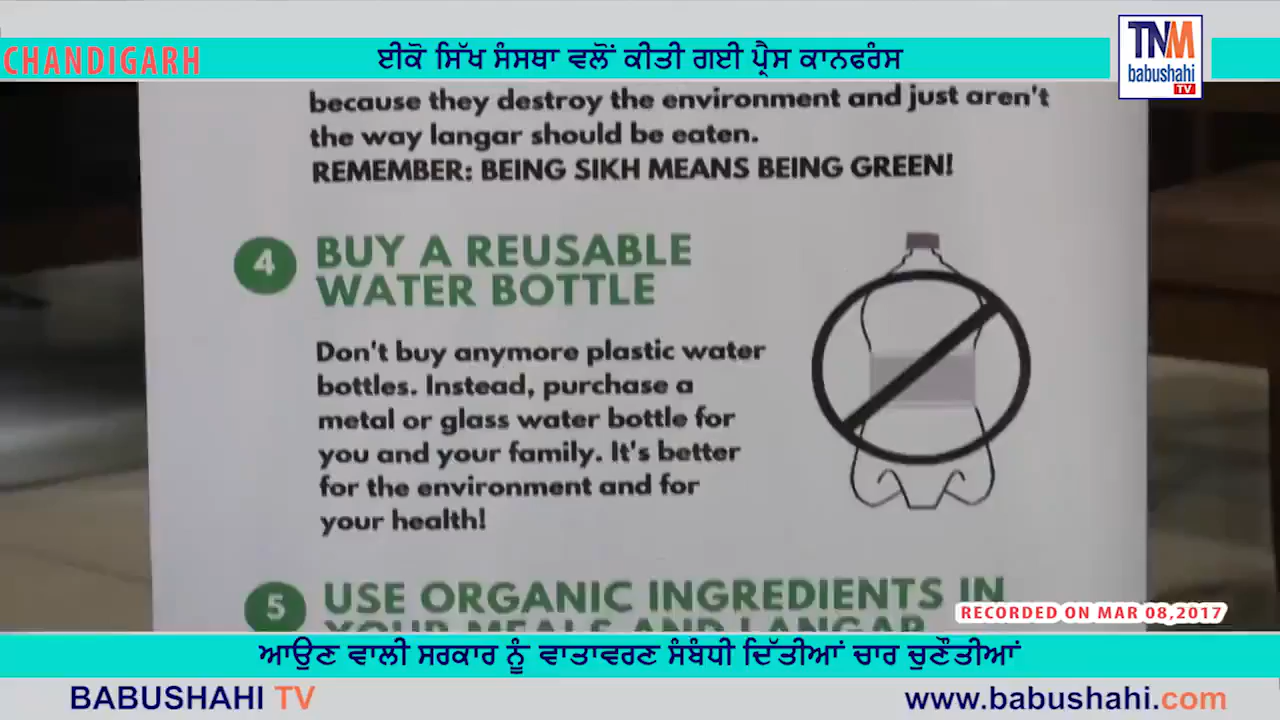 CHANDIGARH
ਈਕੋ ਸਿੱਖ ਸੰਸਥਾ ਵਲੋਂ ਕੀਤੀ ਗਈ ਪ੍ਰੈਸ ਕਾਨਫਰੰਸ
TNM
babushahi
TV
because they destroy the environment and just aren't
the way langar should be eaten.
REMEMBER: BEING SIKH MEANS BEING GREEN!
4
BUY A REUSABLE
WATER BOTTLE
Don't buy anymore plastic water
bottles. Instead, purchase a
metal or glass water bottle for
you and your family. It's better
for the environment and for
your health!
5
USE ORGANIC INGREDIENTS IN
YOUR MEALS AND LANGAR
RECORDED ON MAR 08,2017
ਆਉਣ ਵਾਲੀ ਸਰਕਾਰ ਨੂੰ ਵਾਤਾਵਰਣ ਸੰਬੰਧੀ ਦਿੱਤੀਆਂ ਚਾਰ ਚੁਣੌਤੀਆਂ
BABUSHAHI TV
www.babushahi.com